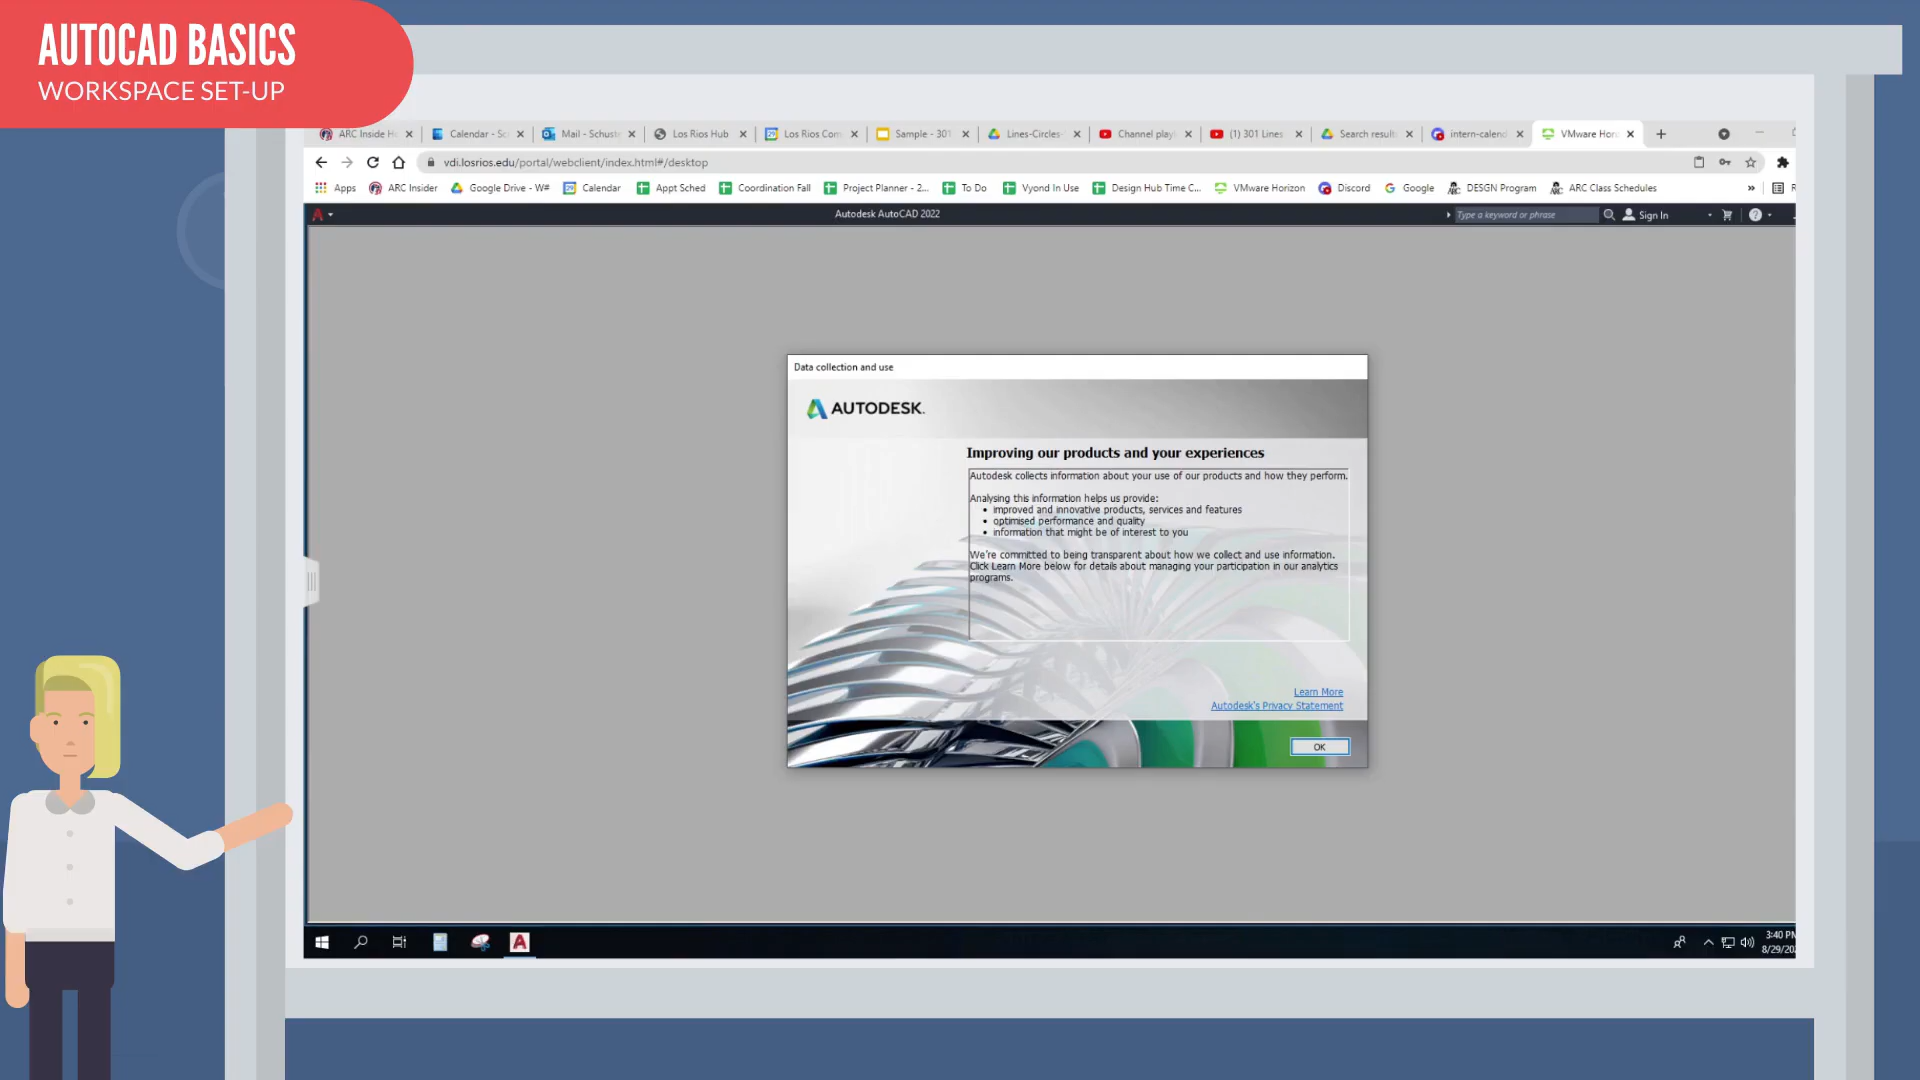 AUTOCAD BASICS
WORKSPACE SET-UP
ARC Inside H
Calendar - Sc
Mail - Schust
Los Rios Hub
Los Rios Com
Sample - 301
Lines-Circles-
Channel play
(1) 301 Lines
Search result
intern-calend
VMware Hori
vdi.losrios.edu/portal/webclient/index.html#/desktop
Apps
ARC Insider
Google Drive - W#
Calendar
Appt Sched
Coordination Fall
Project Planner - 2...
To Do
Vyond In Use
Design Hub Time C...
VMware Horizon
Discord
Google
DESGN Program
ARC Class Schedules
»
Autodesk AutoCAD 2022
Type a keyword or phrase
Sign In
Data collection and use
AUTODESK.
Improving our products and your experiences
Autodesk collects information about your use of our products and how they perform.
Analysing this information helps us provide:
• improved and innovative products, services and features
• optimised performance and quality
• information that might be of interest to you
We're committed to being transparent about how we collect and use information.
Click Learn More below for details about managing your participation in our analytics
programs.
Learn More
Autodesk's Privacy Statement
OK
3:40 PM
8/29/20